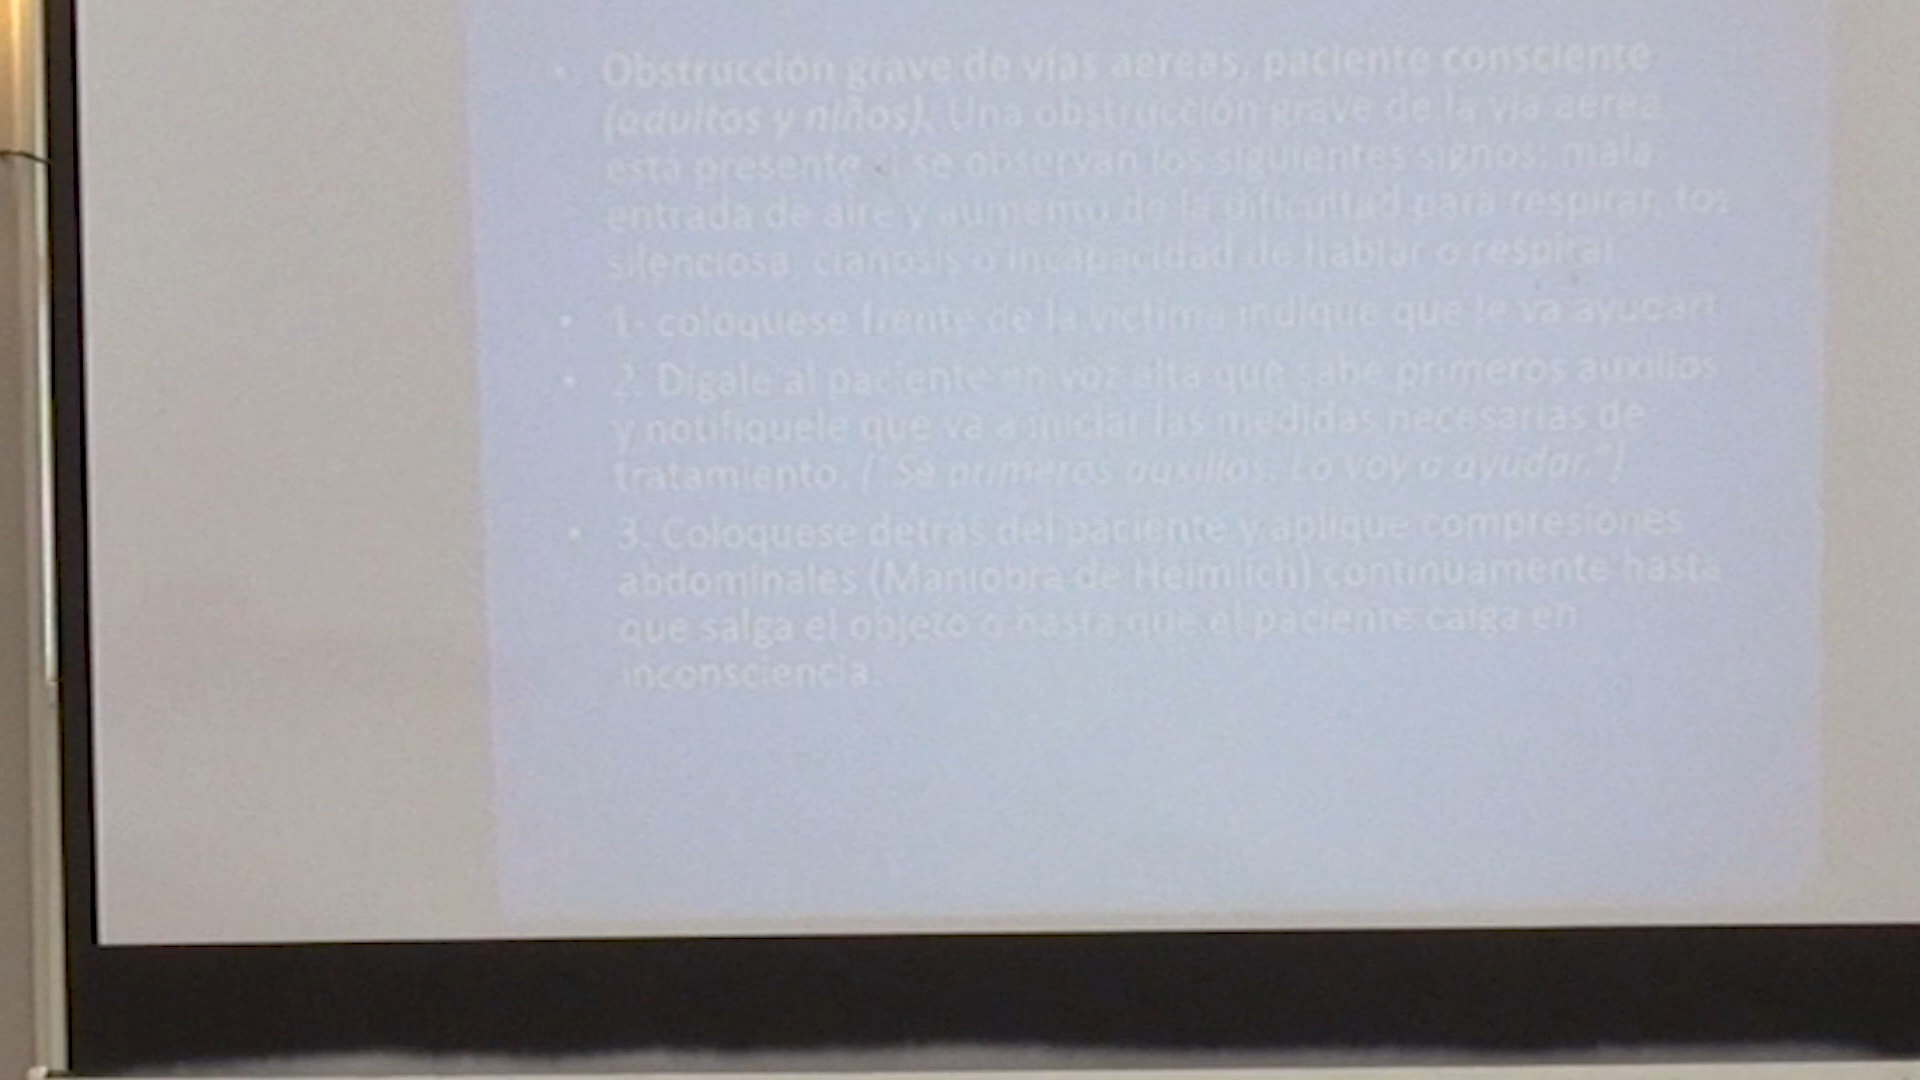 • Obstrucción grave de vías aereas, paciente consciente
(adultos y niños). Una obstrucción grave de la vía aérea
está presente si se observan los siguientes signos: mala
entrada de aire y aumento de la dificultad para respirar, tos
silenciosa, cianosis o incapacidad de hablar o respirar
• 1- coloquese frente de la victima indique que le va ayudar?
• 2. Digale al paciente en voz alta que sabe primeros auxilios
y notifiquele que va a iniciar las medidas necesarias de
tratamiento. (“Sé primeros auxilios. Lo voy a ayudar.”)
• 3. Coloquese detrás del paciente y aplique compresiones
abdominales (Maniobra de Heimlich) continuamente hasta
que salga el objeto o hasta que el paciente caiga en
inconsciencia.